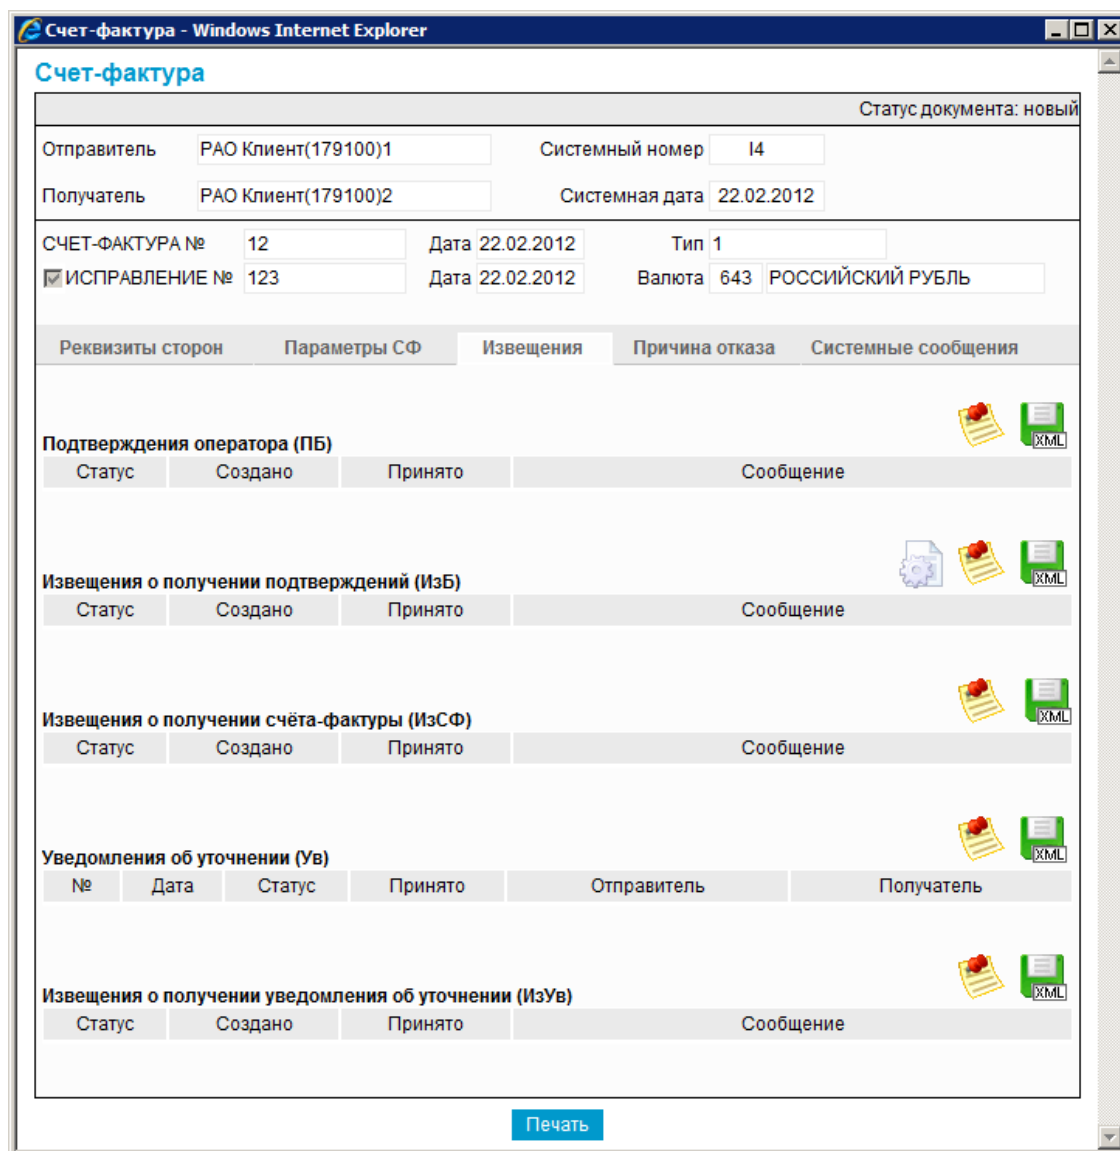 Счет-фактура - Windows Internet Explorer
Счет-фактура
Статус документа: новый
Отправитель РАО Клиент(179100)1 Системный номер I4
Получатель РАО Клиент(179100)2 Системная дата 22.02.2012
СЧЕТ-ФАКТУРА № 12 Дата 22.02.2012 Тип 1
ИСПРАВЛЕНИЕ № 123 Дата 22.02.2012 Валюта 643 РОССИЙСКИЙ РУБЛЬ
Реквизиты сторон Параметры СФ Извещения Причина отказа Системные сообщения
XML
Подтверждения оператора (ПБ)
Статус Создано Принято Сообщение
XML
Извещения о получении подтверждений (ИзБ)
Статус Создано Принято Сообщение
XML
Извещения о получении счёта-фактуры (ИзСФ)
Статус Создано Принято Сообщение
XML
Уведомления об уточнении (Ув)
№ Дата Статус Принято Отправитель Получатель
XML
Извещения о получении уведомления об уточнении (ИзУв)
Статус Создано Принято Сообщение
Печать